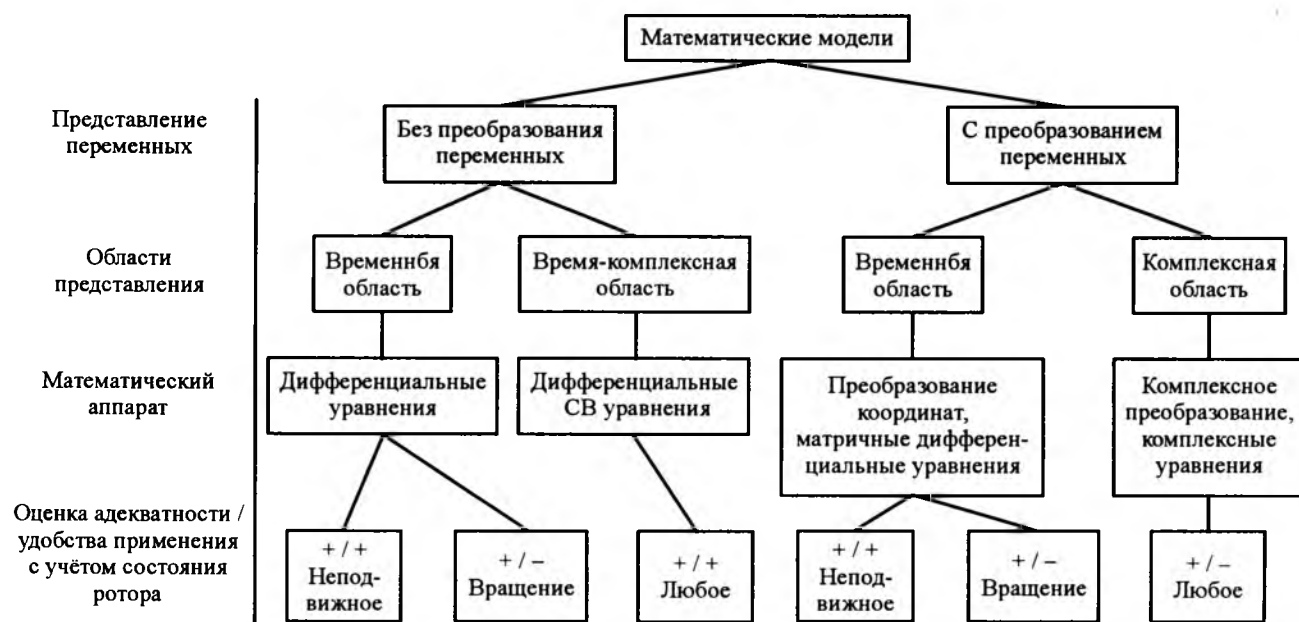 Математические модели
Представление
переменных
Без преобразования
переменных
С преобразованием
переменных
Области
представления
Временнбя
область
Время-комплексная
область
Временнбя
область
Комплексная
область
Математический
аппарат
Дифференциальные
уравнения
Дифференциальные
СВ уравнения
Преобразование
координат,
матричные дифферен-
циальные уравнения
Комплексное
преобразование,
комплексные
уравнения
Оценка адекватности /
удобства применения
с учётом состояния
ротора
+ / +
Непод-
вижное
+ / –
Вращение
+ / +
Любое
+ / +
Непод-
вижное
+ / –
Вращение
+ / –
Любое